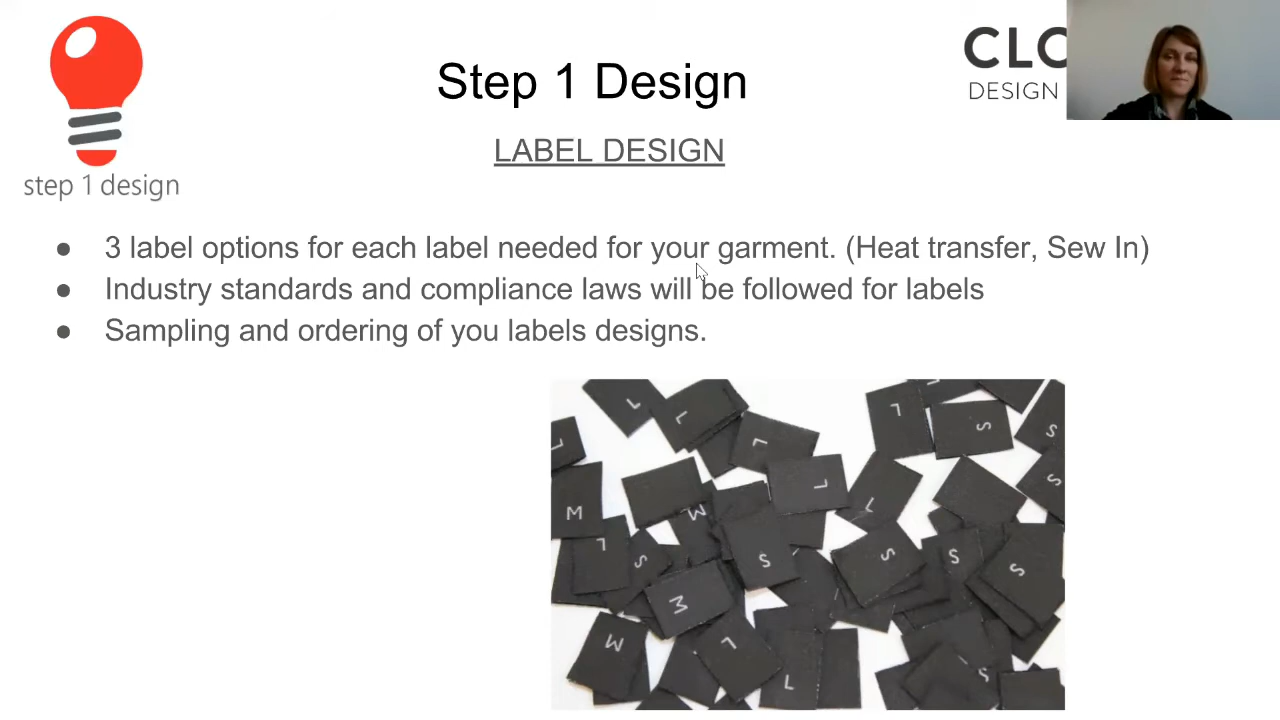 Step 1 Design
CLO
DESIGN
LABEL DESIGN
step 1 design
● 3 label options for each label needed for your garment. (Heat transfer, Sew In)
● Industry standards and compliance laws will be followed for labels
● Sampling and ordering of you labels designs.
L
L
L
L
S
S
L
L
S
M
M
L
S
S
S
S
S
M
M
L
L
S